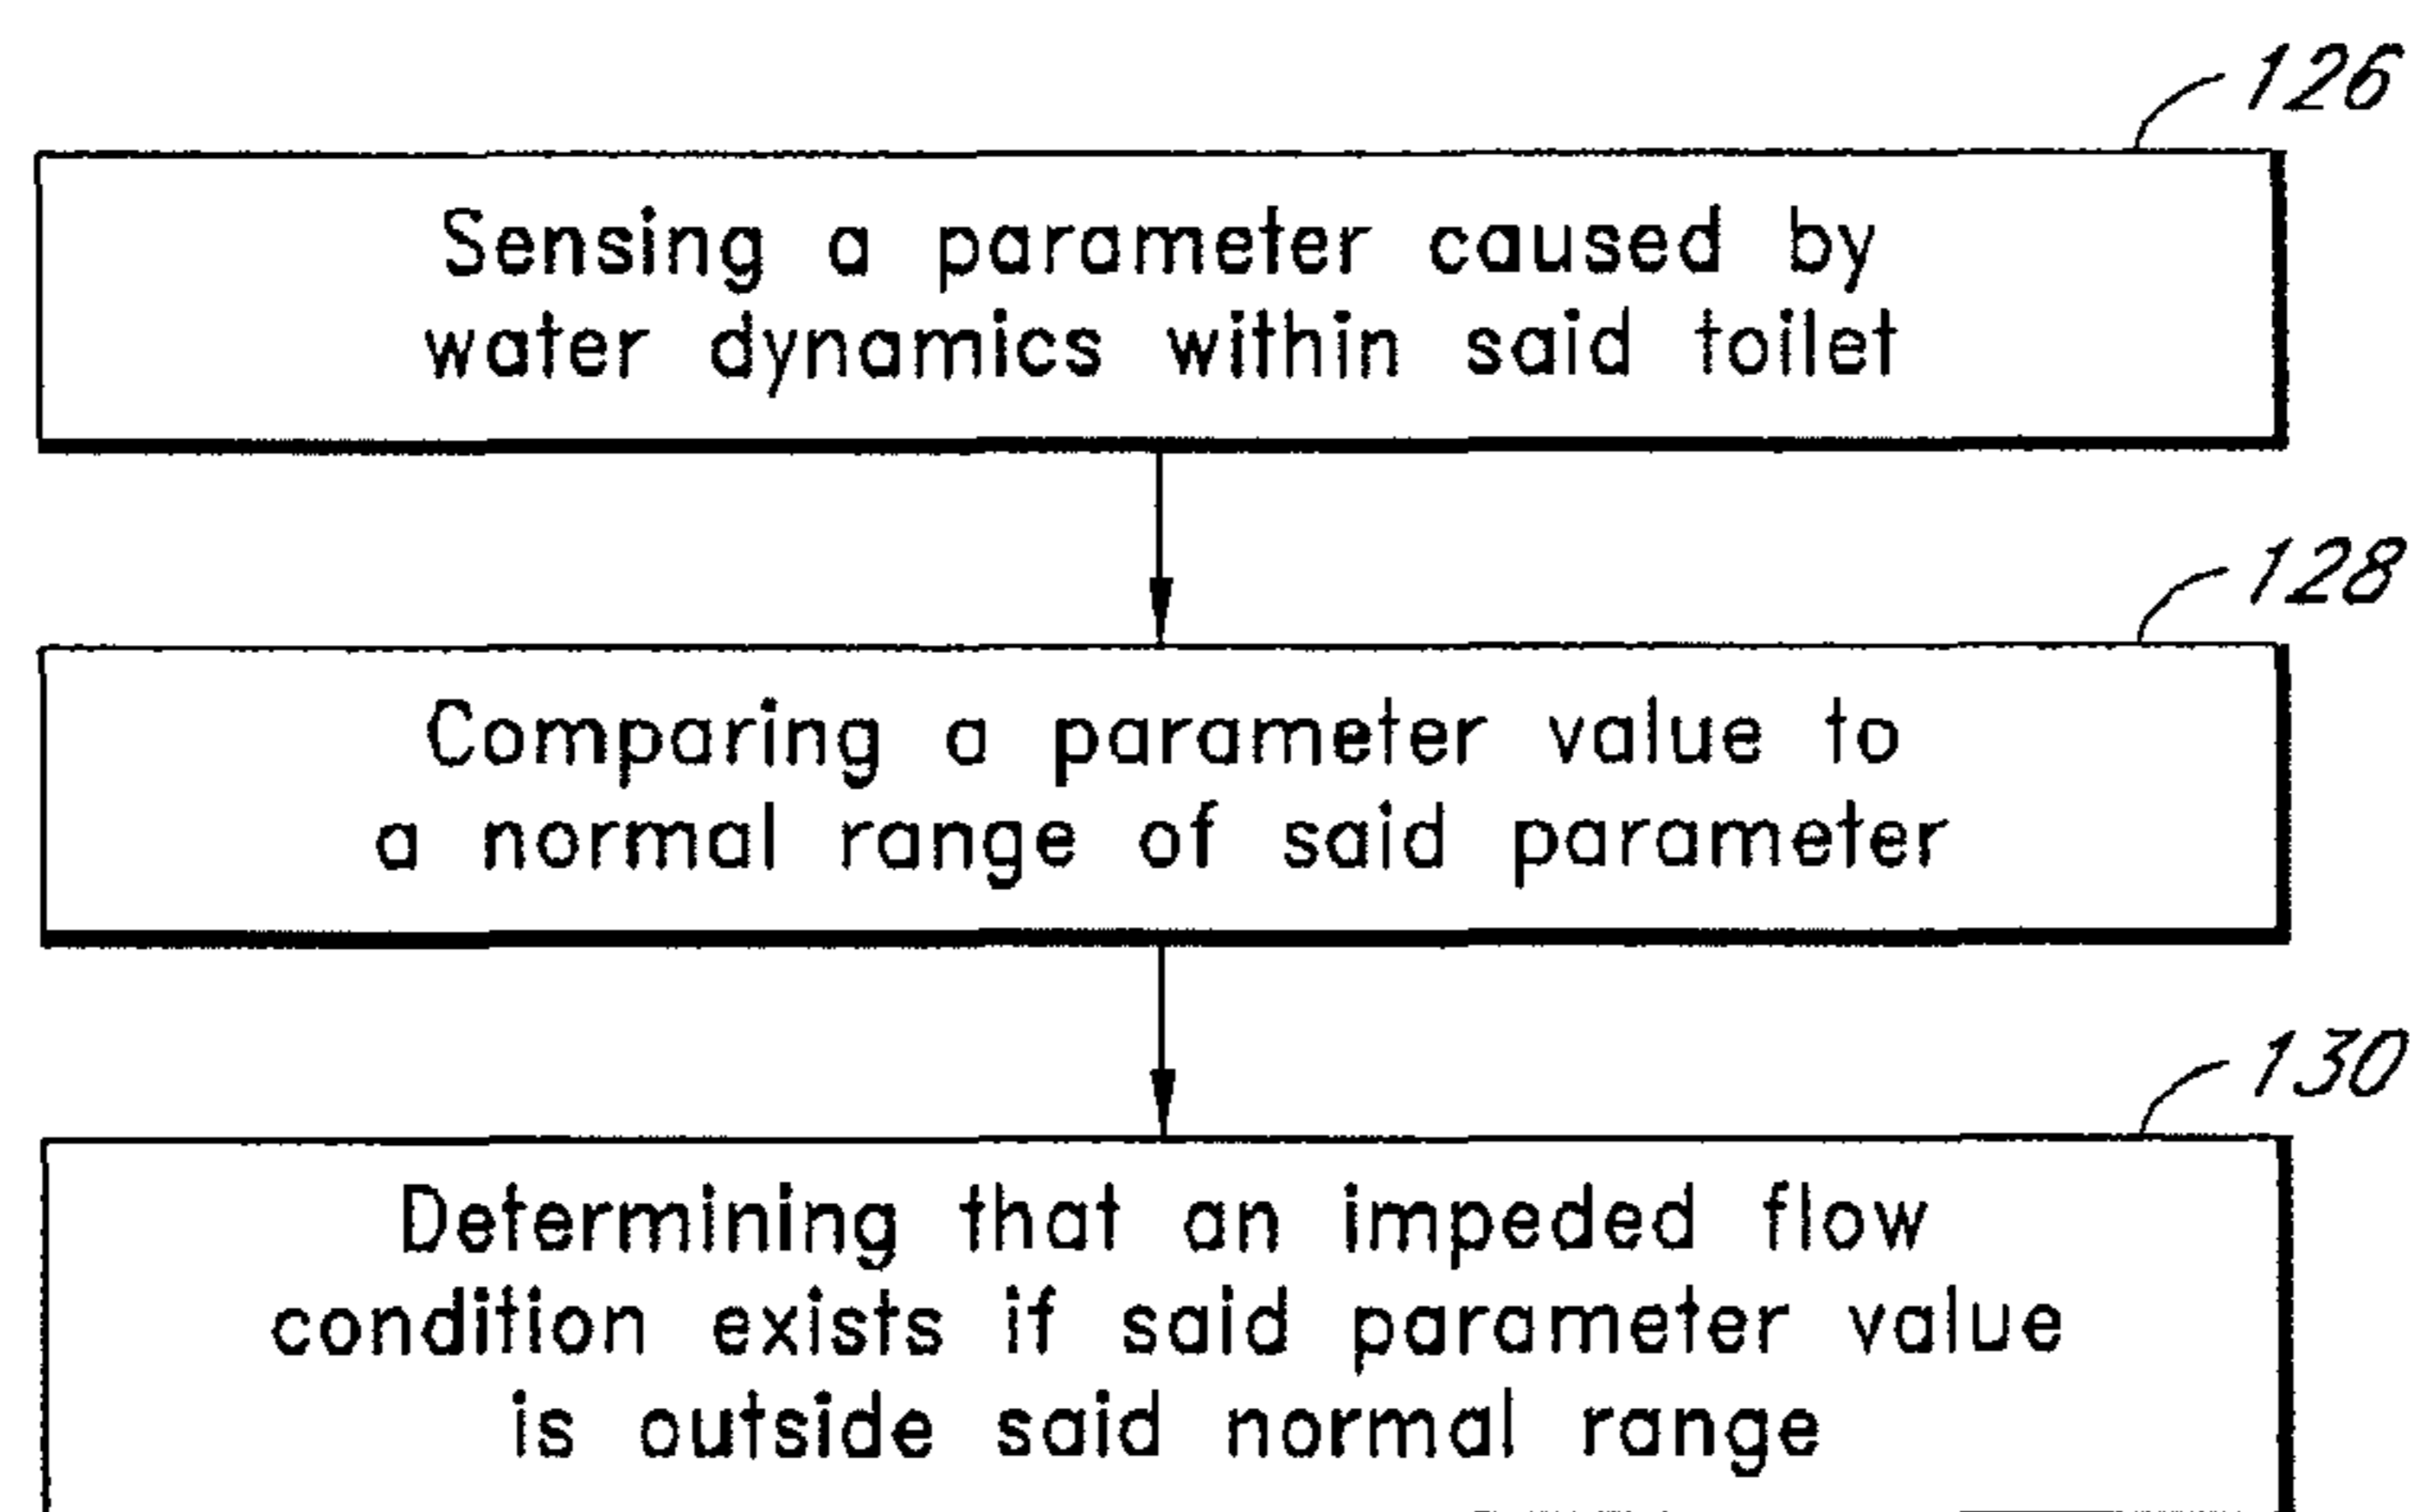 126
Sensing a parameter caused by
water dynamics within said toilet
128
Comparing a parameter value to
a normal range of said parameter
130
Determining that an impeded flow
condition exists if said parameter value
is outside said normal range